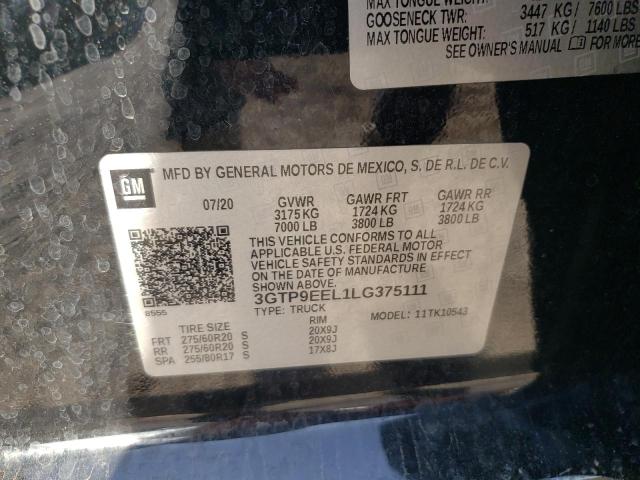 MAX TONGUE WEIGHT:
GOOSENECK TWR: 3447 KG / 7600 LBS
MAX TONGUE WEIGHT: 517 KG / 1140 LBS
SEE OWNER'S MANUAL FOR MORE
GM
MFD BY GENERAL MOTORS DE MEXICO, S. DE R.L. DE C.V.
07/20 GVWR GAWR FRT GAWR RR
3175 KG 1724 KG 1724 KG
7000 LB 3800 LB 3800 LB
THIS VEHICLE CONFORMS TO ALL
APPLICABLE U.S. FEDERAL MOTOR
VEHICLE SAFETY STANDARDS IN EFFECT
ON THE DATE OF MANUFACTURE
SHOWN ABOVE.
3GTP9EEL1LG375111
8555
TYPE: TRUCK MODEL: 11TK10543
TIRE SIZE RIM
FRT 275/60R20 S 20X9J
RR 275/60R20 S 20X9J
SPA 255/80R17 S 17X8J